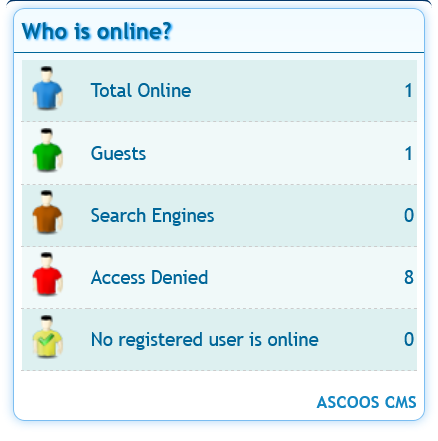 Who is online?
Total Online 1
Guests 1
Search Engines 0
Access Denied 8
No registered user is online 0
ASCOOS CMS